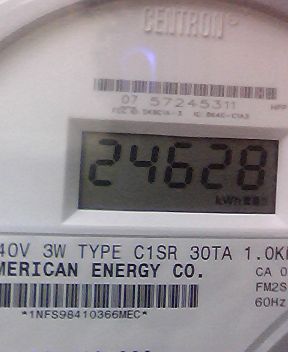 CENTRON
07 57245311
24628
kWh
40V 3W TYPE C1SR 30TA 1.0K
CA 0
MERICAN ENERGY CO.
FM2S
60Hz
*1NFS98410366MEC*